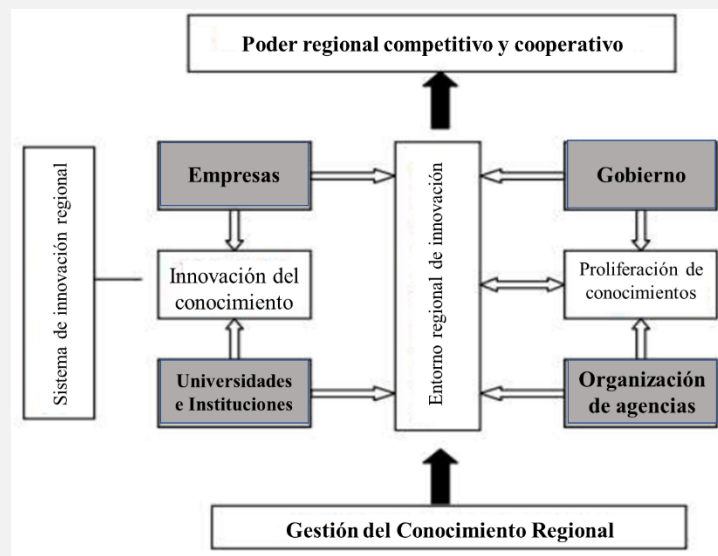 Poder regional competitivo y cooperativo
Sistema de innovación regional
Empresas
Innovación del
conocimiento
Universidades
e Instituciones
Entorno regional de innovación
Gobierno
Proliferación de
conocimientos
Organización
de agencias
Gestión del Conocimiento Regional